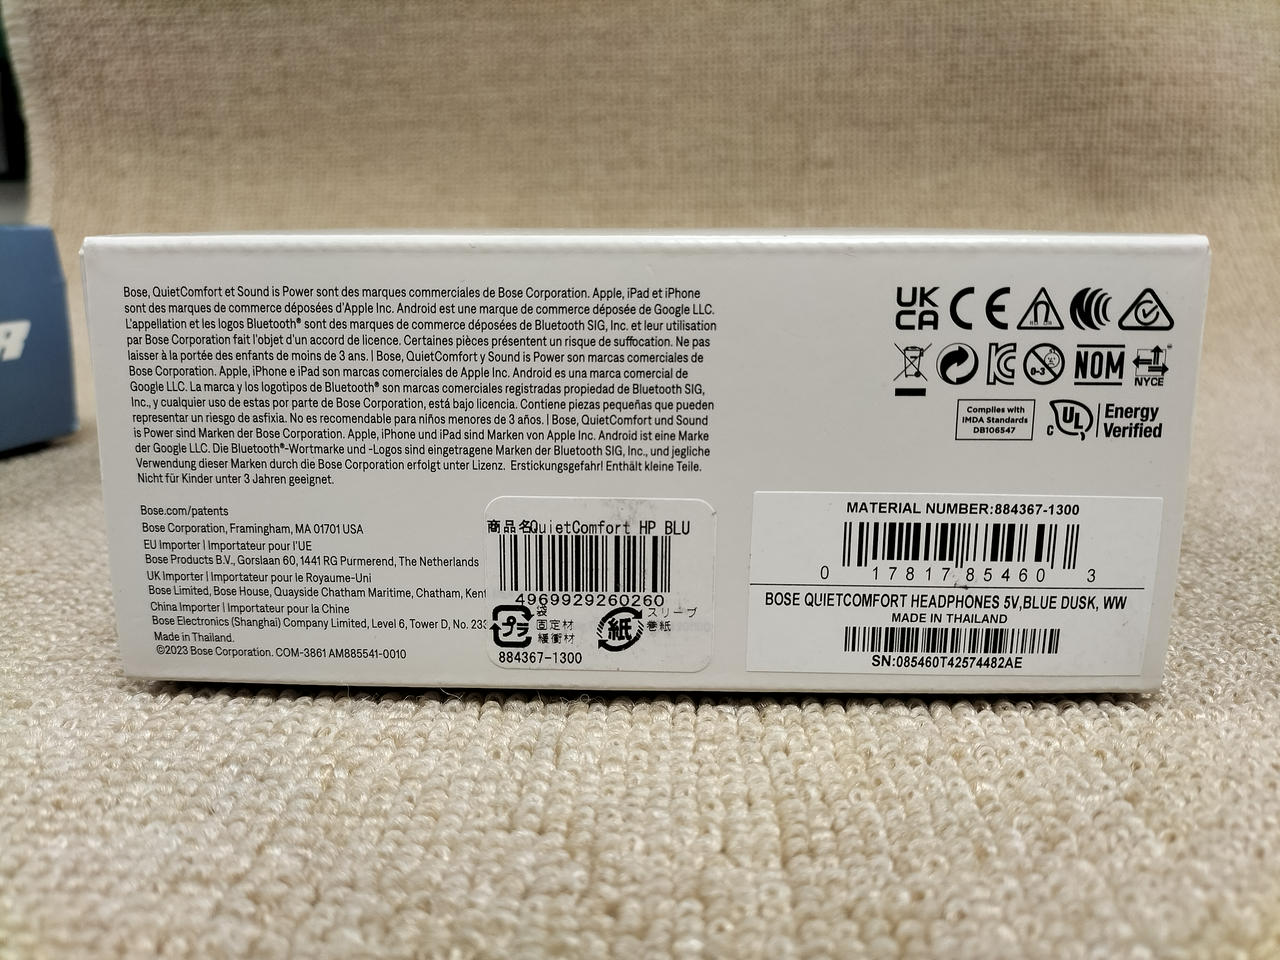 Bose, QuietComfort et Sound is Power sont des marques commerciales de Bose Corporation. Apple, iPad et iPhone
sont des marques de commerce déposées d'Apple Inc. Android est une marque de commerce déposée de Google LLC.
L'appellation et les logos Bluetooth® sont des marques de commerce déposées de Bluetooth SIG, Inc. et leur utilisation
par Bose Corporation fait l'objet d'un accord de licence. Certaines pièces présentent un risque de suffocation. Ne pas
laisser à la portée des enfants de moins de 3 ans. | Bose, QuietComfort y Sound is Power son marcas comerciales de
Bose Corporation. Apple, iPhone e iPad son marcas comerciales de Apple Inc. Android es una marca comercial de
Google LLC. La marca y los logotipos de Bluetooth® son marcas comerciales registradas propiedad de Bluetooth SIG,
Inc., y cualquier uso de estas por parte de Bose Corporation, está bajo licencia. Contiene piezas pequeñas que pueden
representar un riesgo de asfixia. No es recomendable para niños menores de 3 años. | Bose, QuietComfort und Sound
is Power sind Marken der Bose Corporation. Apple, iPhone und iPad sind Marken von Apple Inc. Android ist eine Marke
der Google LLC. Die Bluetooth®-Wortmarke und -Logos sind eingetragene Marken der Bluetooth SIG, Inc., und jegliche
Verwendung dieser Marken durch die Bose Corporation erfolgt unter Lizenz. Erstickungsgefahr! Enthält kleine Teile.
Nicht für Kinder unter 3 Jahren geeignet.
Bose.com/patents
Bose Corporation, Framingham, MA 01701 USA
EU Importer | Importateur pour l'UE
Bose Products B.V., Gorslaan 60, 1441 RG Purmerend, The Netherlands
UK Importer | Importateur pour le Royaume-Uni
Bose Limited, Bose House, Quayside Chatham Maritime, Chatham, Kent
China Importer | Importateur pour la Chine
Bose Electronics (Shanghai) Company Limited, Level 6, Tower D, No. 233
Made in Thailand.
©2023 Bose Corporation. COM-3861 AM885541-0010
商品名QuietComfort HP BLU
4969929260260
プラ
袋
固定材
緩衝材
紙
スリーブ
巻紙
884367-1300
UK
CA
CE
0-3
NOM
NYCE
Complies with
IMDA Standards
DB106547
c UL
Energy
Verified
MATERIAL NUMBER:884367-1300
0 17817 85460 3
BOSE QUIETCOMFORT HEADPHONES 5V,BLUE DUSK, WW
MADE IN THAILAND
SN:085460T42574482AE
R